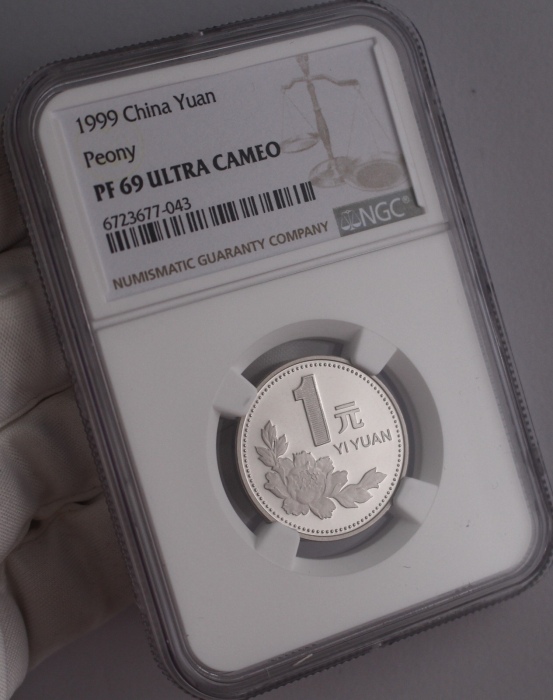 1999 China Yuan
Peony
PF 69 ULTRA CAMEO
6723677-043
NGC
NUMISMATIC GUARANTY COMPANY
1元
YI YUAN